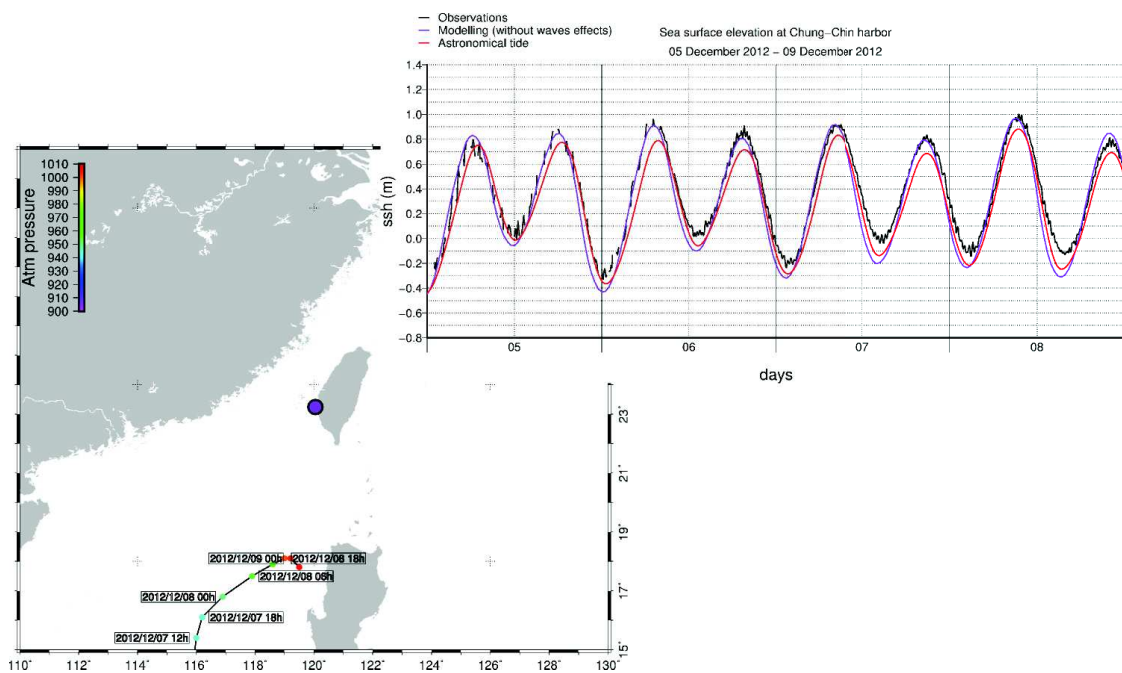 Observations
Modelling (without waves effects)
Astronomical tide
Sea surface elevation at Chung−Chin harbor
05 December 2012 − 09 December 2012
1.4
1.2
1.0
0.8
0.6
0.4
0.2
0.0
−0.2
−0.4
−0.6
−0.8
ssh (m)
05
06
07
08
days
Atm pressure
1010
1000
990
980
970
960
950
940
930
920
910
900
23˚
21˚
19˚
17˚
15˚
2012/12/09 00h
2012/12/08 18h
2012/12/08 06h
2012/12/08 00h
2012/12/07 18h
2012/12/07 12h
110˚ 112˚ 114˚ 116˚ 118˚ 120˚ 122˚ 124˚ 126˚ 128˚ 130˚